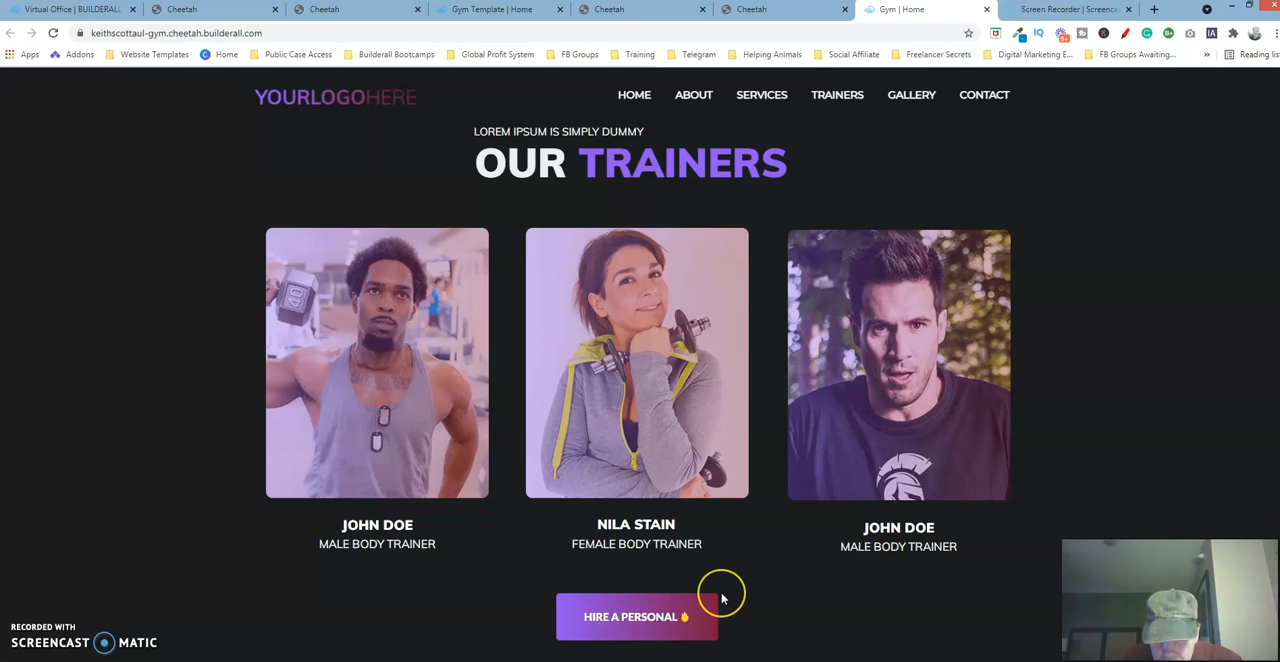 Virtual Office | BUILDERALL
Cheetah
Cheetah
Gym Template | Home
Cheetah
Cheetah
Gym | Home
Screen Recorder | Screenca
keithscottaul-gym.cheetah.builderall.com
Apps
Addons
Website Templates
Home
Public Case Access
Builderall Bootcamps
Global Profit System
FB Groups
Training
Telegram
Helping Animals
Social Affiliate
Freelancer Secrets
Digital Marketing E...
FB Groups Awaiting...
»
Reading list
YOURLOGOHERE
HOME
ABOUT
SERVICES
TRAINERS
GALLERY
CONTACT
LOREM IPSUM IS SIMPLY DUMMY
OUR TRAINERS
40
JOHN DOE
MALE BODY TRAINER
NILA STAIN
FEMALE BODY TRAINER
JOHN DOE
MALE BODY TRAINER
HIRE A PERSONAL
RECORDED WITH
SCREENCAST MATIC